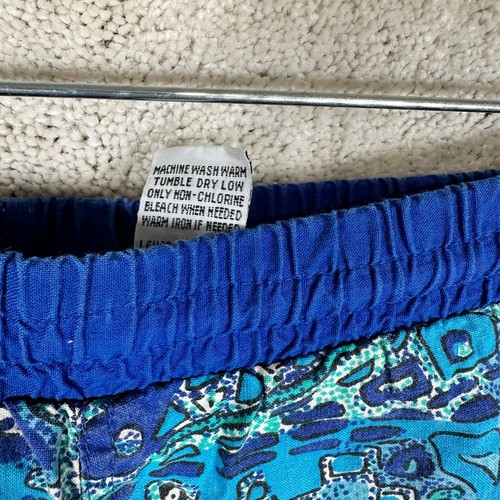 MACHINE WASH WARM
TUMBLE DRY LOW
ONLY NON-CHLORINE
BLEACH WHEN NEEDED
WARM IRON IF NEEDED